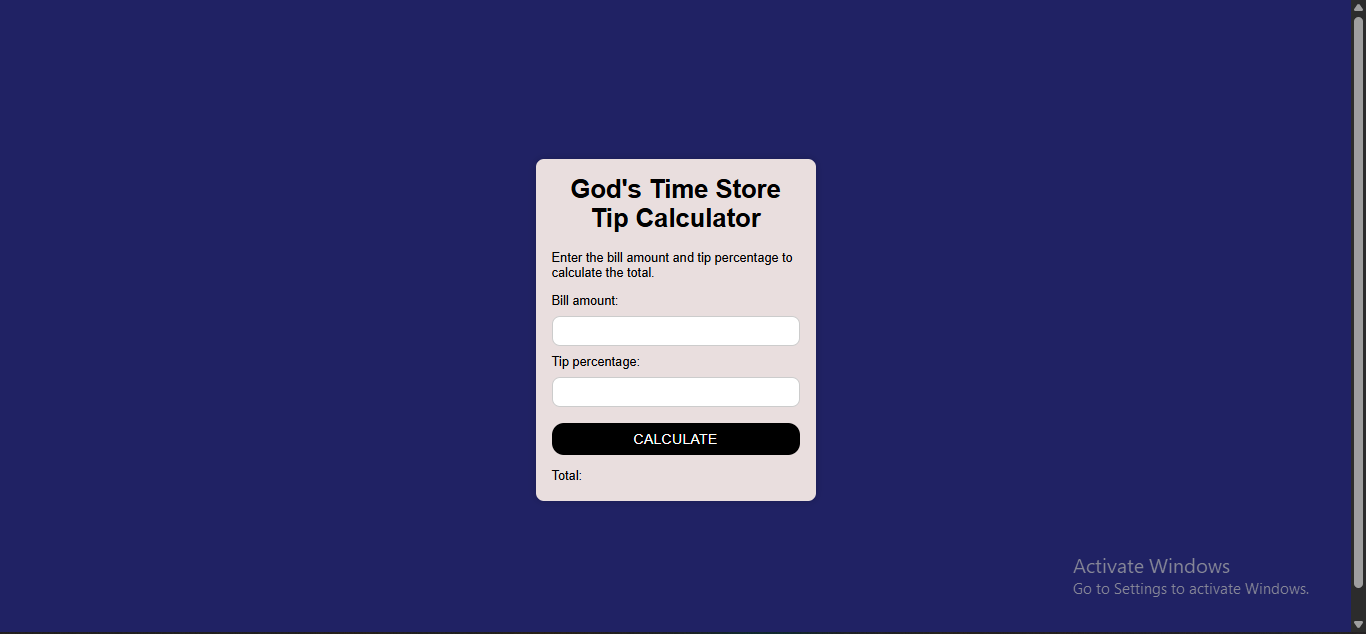 God's Time Store
Tip Calculator
Enter the bill amount and tip percentage to
calculate the total.
Bill amount:
Tip percentage:
CALCULATE
Total:
Activate Windows
Go to Settings to activate Windows.